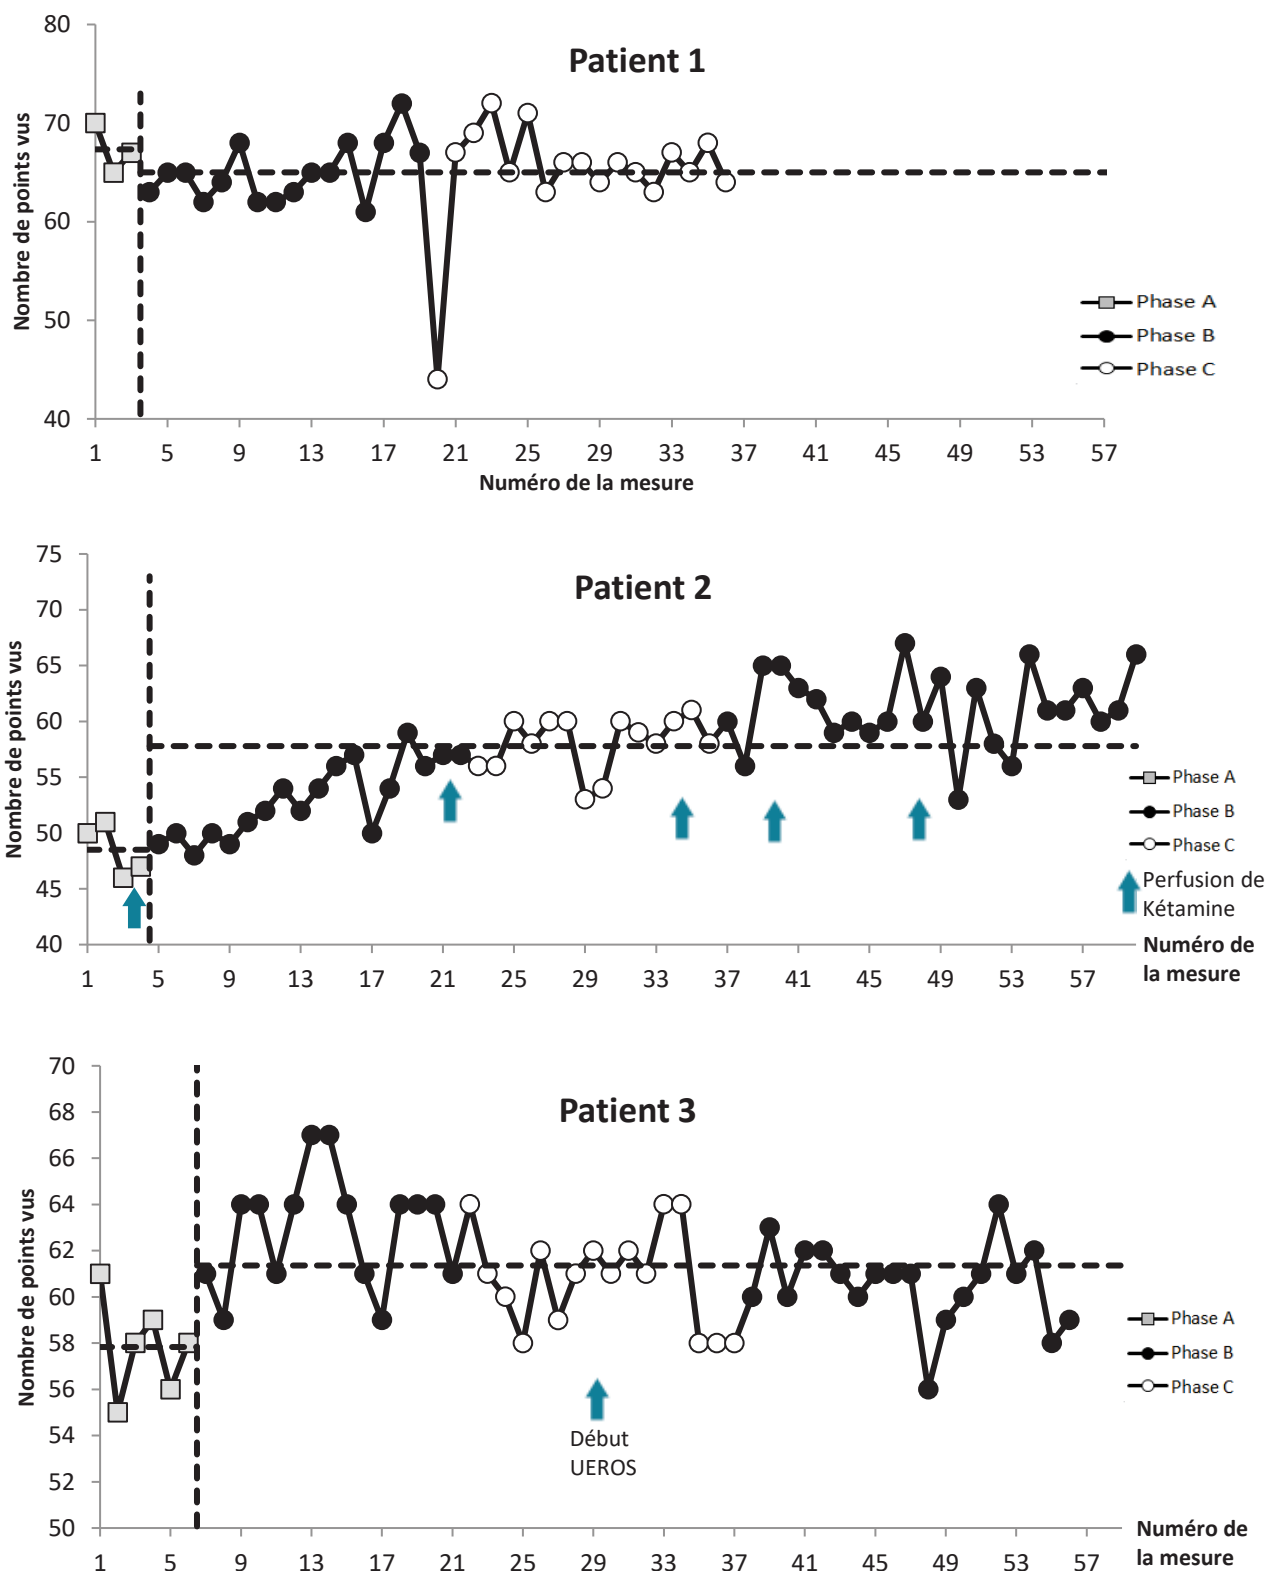 Patient 1
Nombre de points vus
80
70
60
50
40
1 5 9 13 17 21 25 29 33 37 41 45 49 53 57
Numéro de la mesure
Phase A
Phase B
Phase C
Patient 2
Nombre de points vus
75
70
65
60
55
50
45
40
1 5 9 13 17 21 25 29 33 37 41 45 49 53 57
Phase A
Phase B
Phase C
Perfusion de
Kétamine
Numéro de
la mesure
Patient 3
Nombre de points vus
70
68
66
64
62
60
58
56
54
52
50
1 5 9 13 17 21 25 29 33 37 41 45 49 53 57
Phase A
Phase B
Phase C
Début
UEROS
Numéro de
la mesure